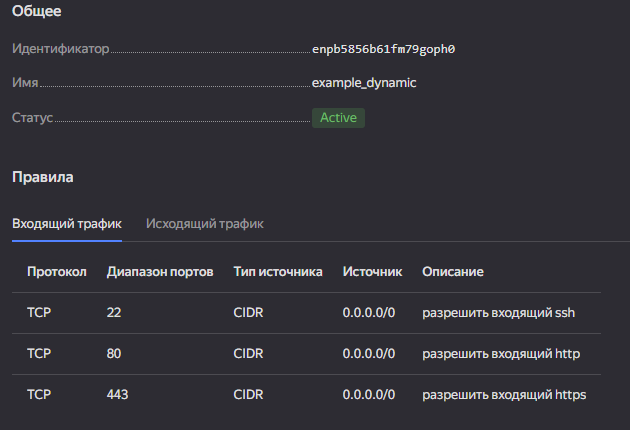 Общее
Идентификатор enpb5856b61fm79goph0
Имя example_dynamic
Статус Active
Правила
Входящий трафик Исходящий трафик
Протокол Диапазон портов Тип источника Источник Описание
TCP 22 CIDR 0.0.0.0/0 разрешить входящий ssh
TCP 80 CIDR 0.0.0.0/0 разрешить входящий http
TCP 443 CIDR 0.0.0.0/0 разрешить входящий https